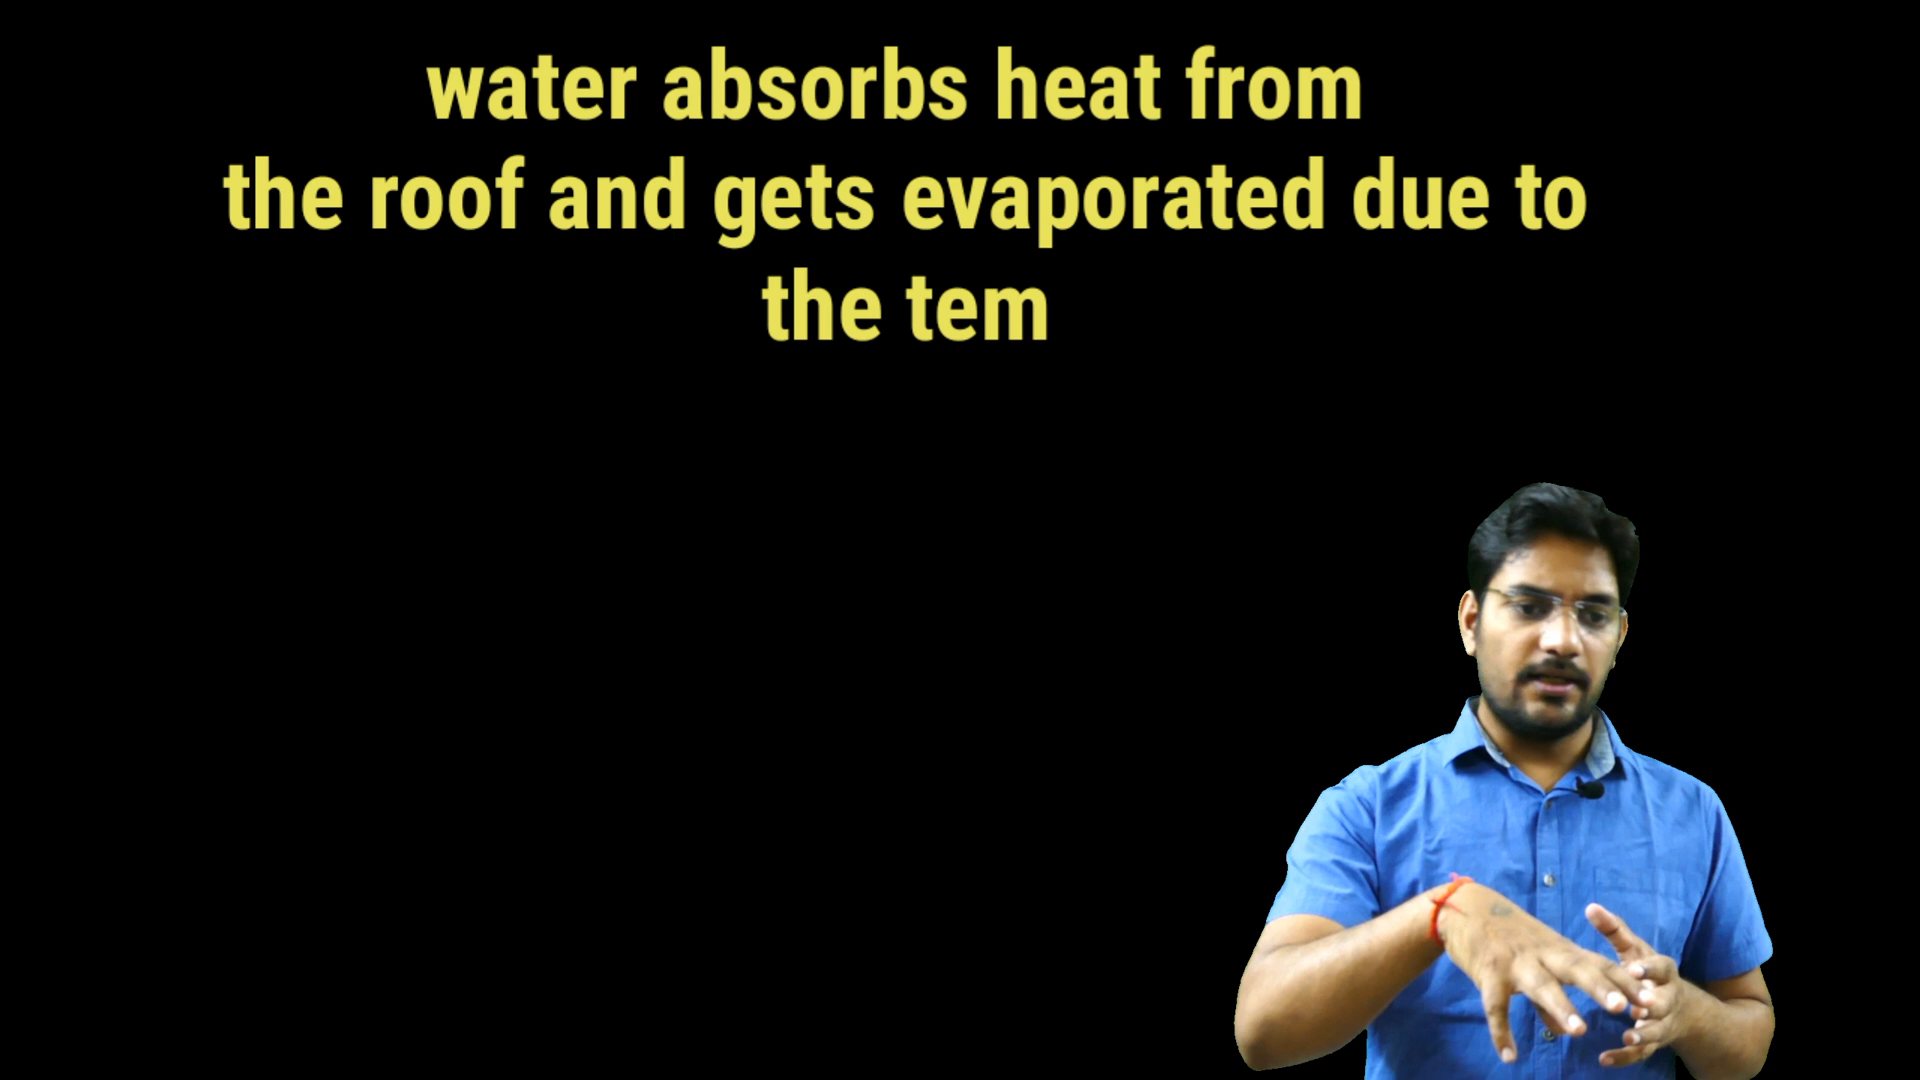 water absorbs heat from
the roof and gets evaporated due to
the tem